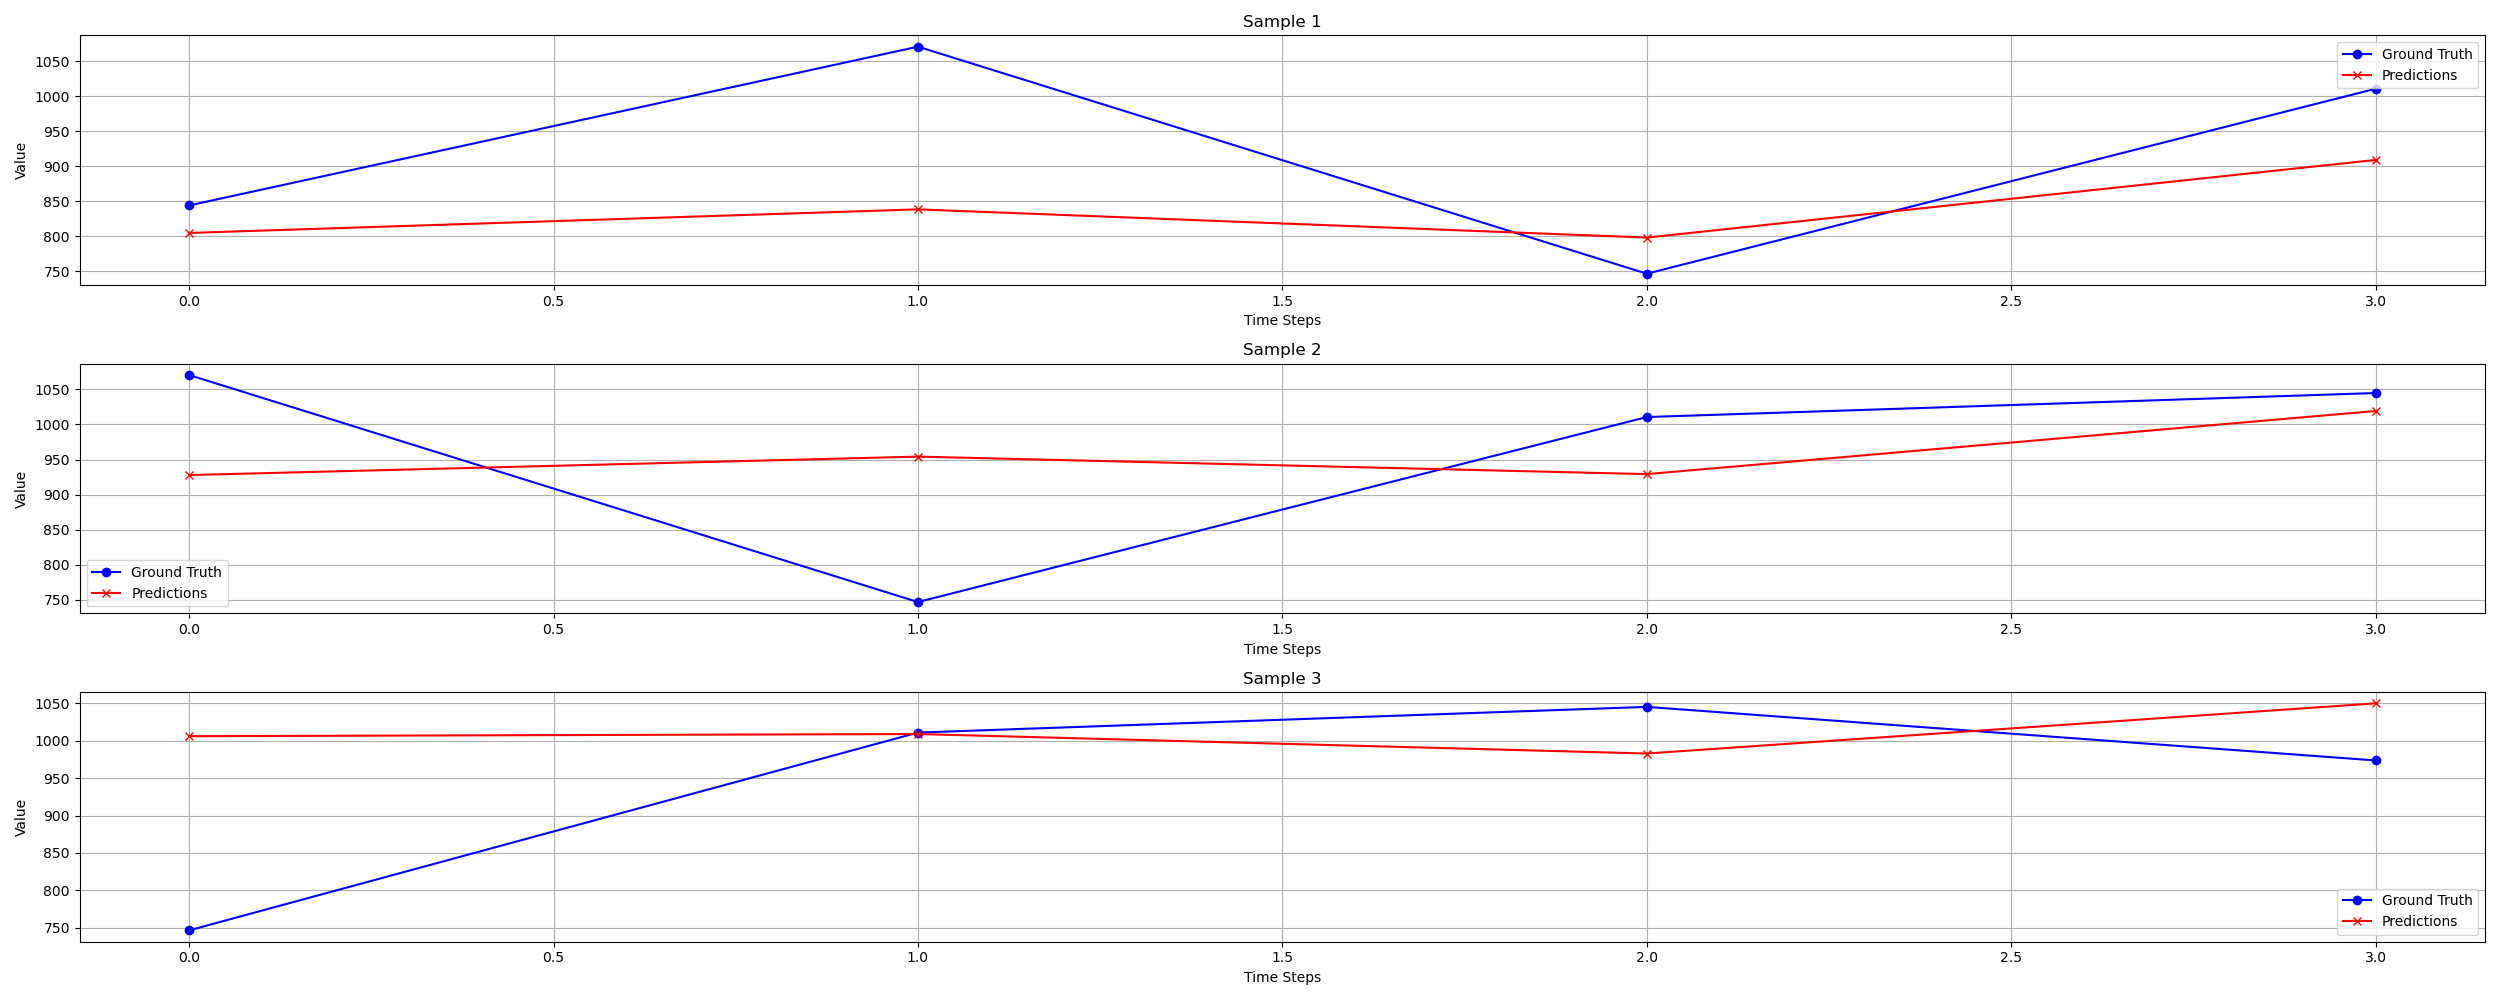 Sample 1
1050
1000
950
900
850
800
750
Value
Ground Truth
Predictions
0.0 0.5 1.0 1.5 2.0 2.5 3.0
Time Steps
Sample 2
1050
1000
950
900
850
800
750
Value
Ground Truth
Predictions
0.0 0.5 1.0 1.5 2.0 2.5 3.0
Time Steps
Sample 3
1050
1000
950
900
850
800
750
Value
Ground Truth
Predictions
0.0 0.5 1.0 1.5 2.0 2.5 3.0
Time Steps